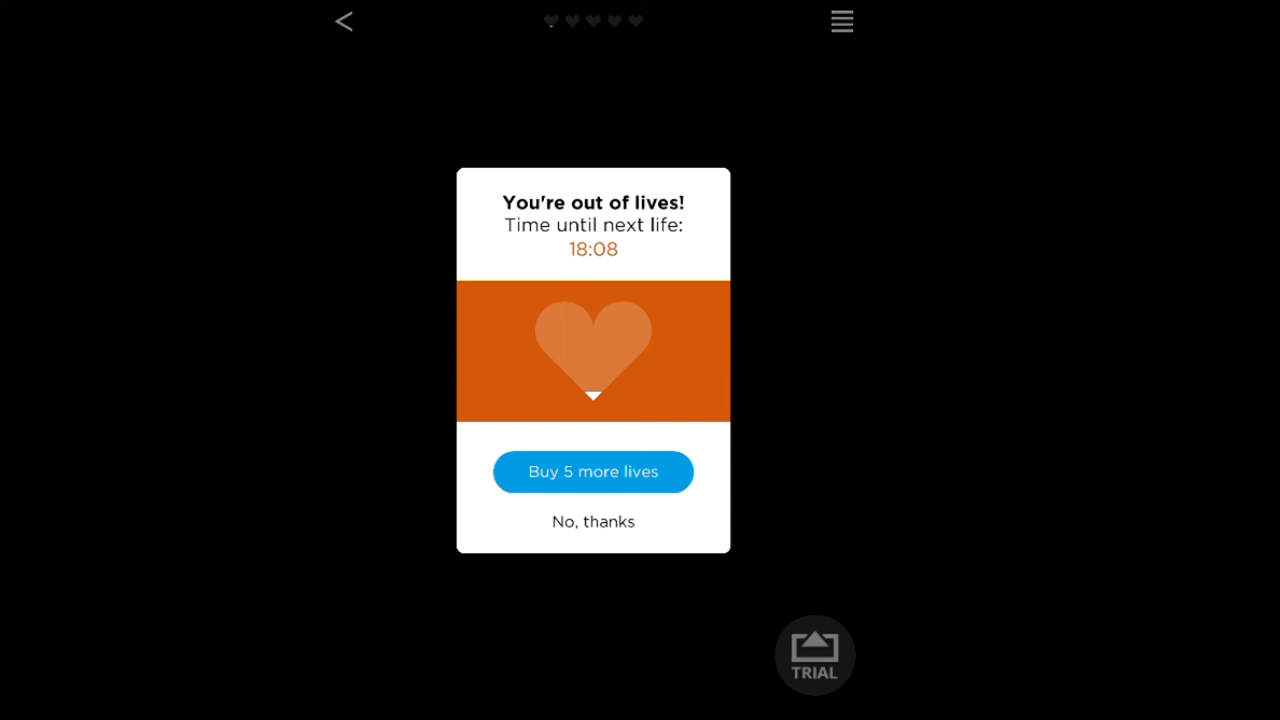 You're out of lives!
Time until next life:
18:08
Buy 5 more lives
No, thanks
TRIAL